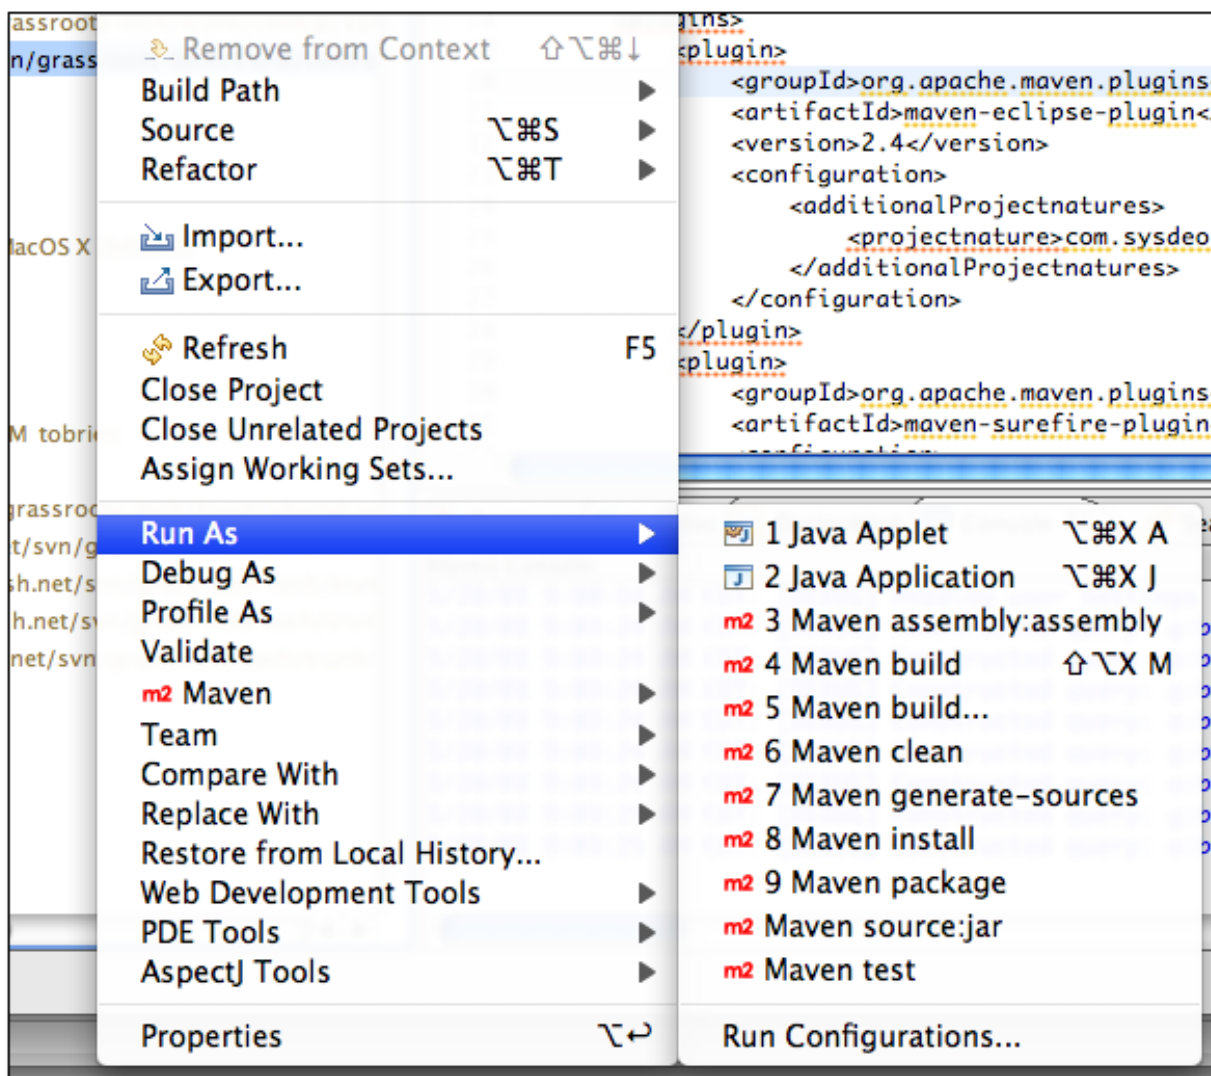 assroot
n/grass
MacOS X
M tobri
grassroo
et/svn/g
sh.net/s
h.net/sv
net/svn
Remove from Context ⇧⌥⌘↓
Build Path
Source ⌥⌘S
Refactor ⌥⌘T
Import...
Export...
Refresh F5
Close Project
Close Unrelated Projects
Assign Working Sets...
Run As
Debug As
Profile As
Validate
m2 Maven
Team
Compare With
Replace With
Restore from Local History...
Web Development Tools
PDE Tools
AspectJ Tools
Properties ⌥↩
ugins>
<plugin>
<groupId>org.apache.maven.plugins
<artifactId>maven-eclipse-plugin<
<version>2.4</version>
<configuration>
<additionalProjectnatures>
<projectnature>com.sysdeo
</additionalProjectnatures>
</configuration>
</plugin>
<plugin>
<groupId>org.apache.maven.plugins
<artifactId>maven-surefire-plugin
1 Java Applet ⌥⌘X A
2 Java Application ⌥⌘X J
m2 3 Maven assembly:assembly
m2 4 Maven build ⇧⌥X M
m2 5 Maven build...
m2 6 Maven clean
m2 7 Maven generate-sources
m2 8 Maven install
m2 9 Maven package
m2 Maven source:jar
m2 Maven test
Run Configurations...